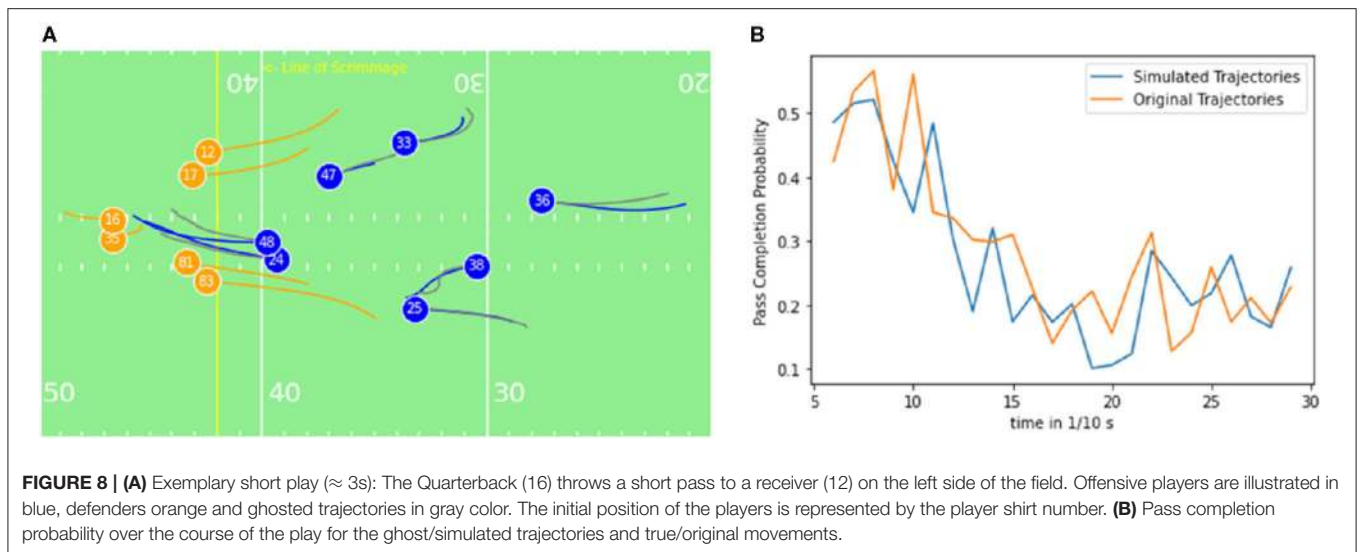 A
B
<- Line of Scrimmage
40
30
20
12
17
33
47
36
16
35
48
24
81
83
38
25
50
40
30
Simulated Trajectories
Original Trajectories
Pass Completion Probability
0.5
0.4
0.3
0.2
0.1
5 10 15 20 25 30
time in 1/10 s
FIGURE 8 | (A) Exemplary short play (≈ 3s): The Quarterback (16) throws a short pass to a receiver (12) on the left side of the field. Offensive players are illustrated in
blue, defenders orange and ghosted trajectories in gray color. The initial position of the players is represented by the player shirt number. (B) Pass completion
probability over the course of the play for the ghost/simulated trajectories and true/original movements.